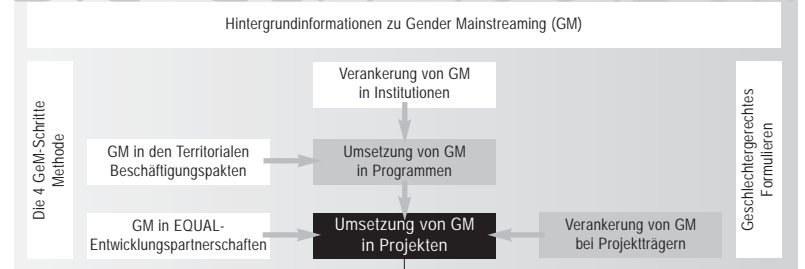 Hintergrundinformationen zu Gender Mainstreaming (GM)
Die 4 GeM-Schritte
Methode
Verankerung von GM
in Institutionen
GM in den Territorialen
Beschäftigungspakten
Umsetzung von GM
in Programmen
GM in EQUAL-
Entwicklungspartnerschaften
Umsetzung von GM
in Projekten
Verankerung von GM
bei Projektträgern
Geschlechtergerechtes
Formulieren